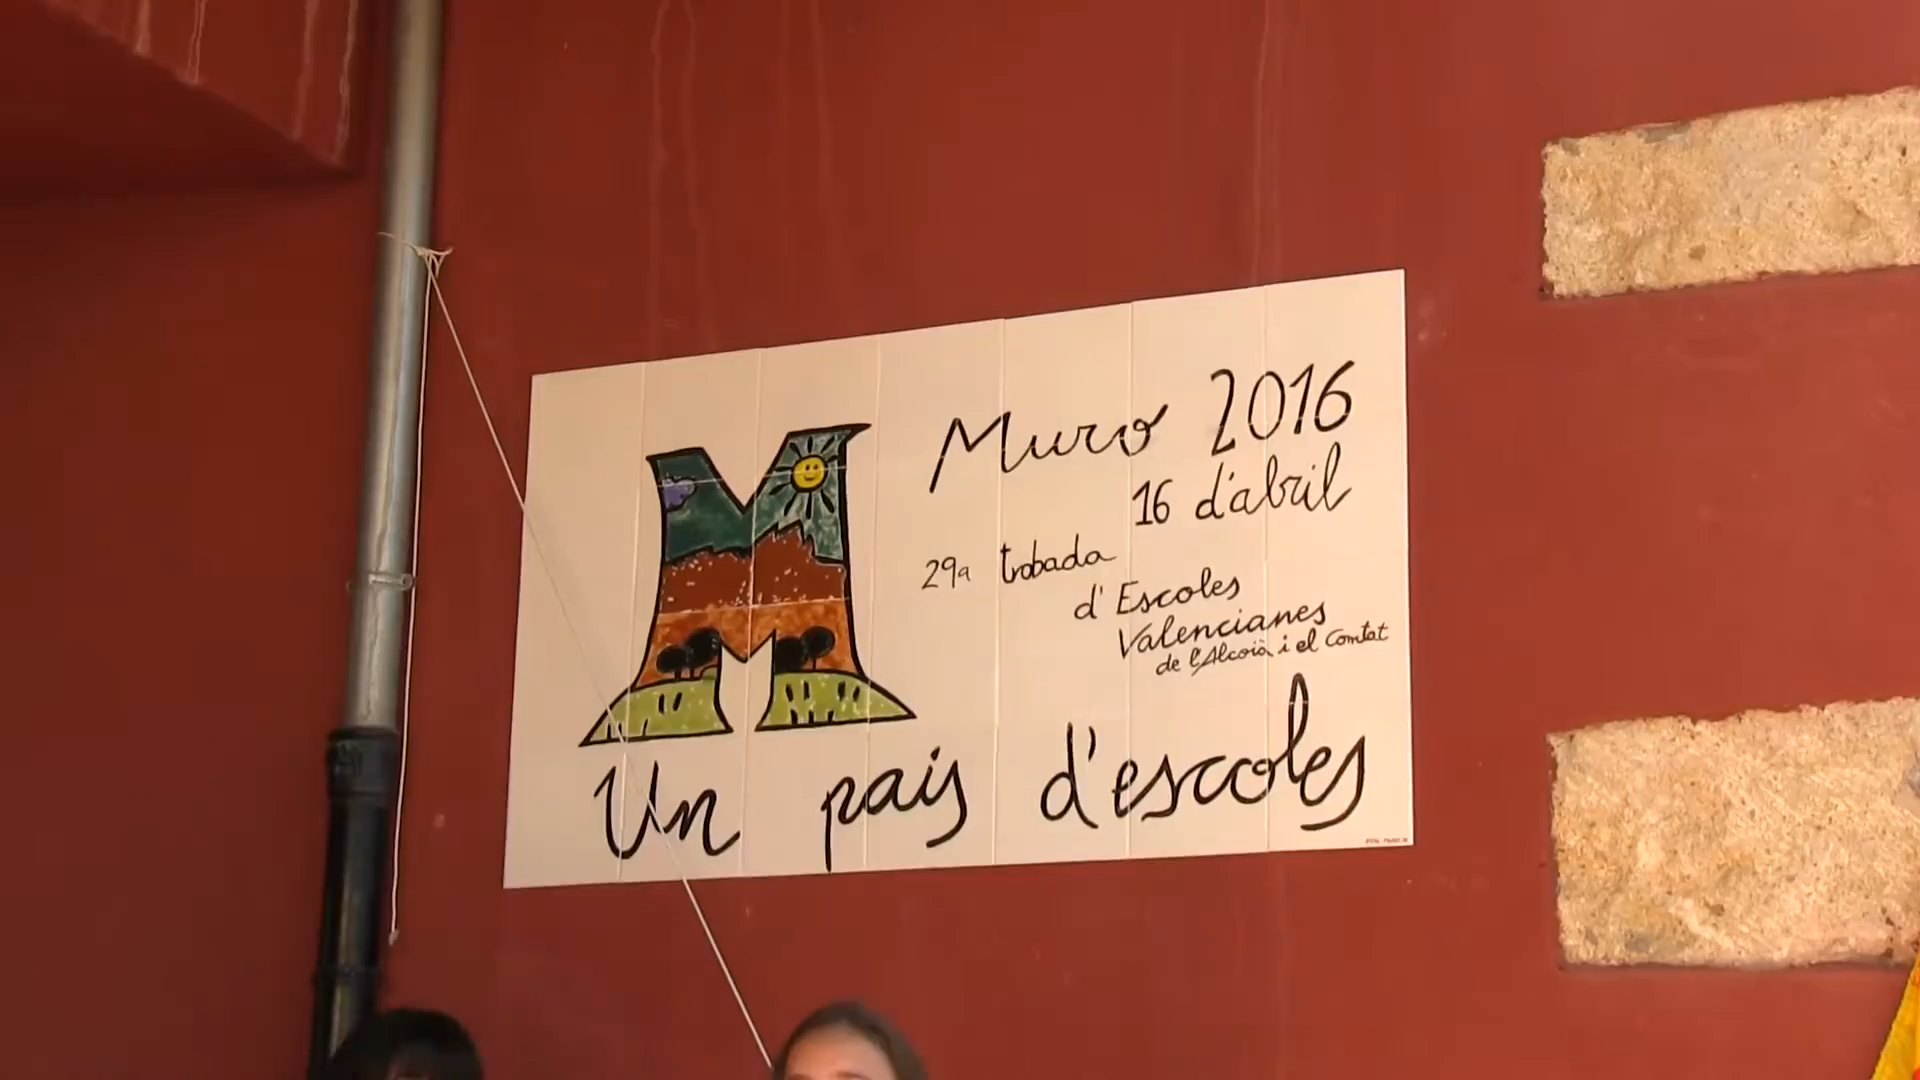 Muro 2016
16 d'abril
29a trobada
d'Escoles
Valencianes
de l'Alcoià i el Comtat
Un país d'escoles